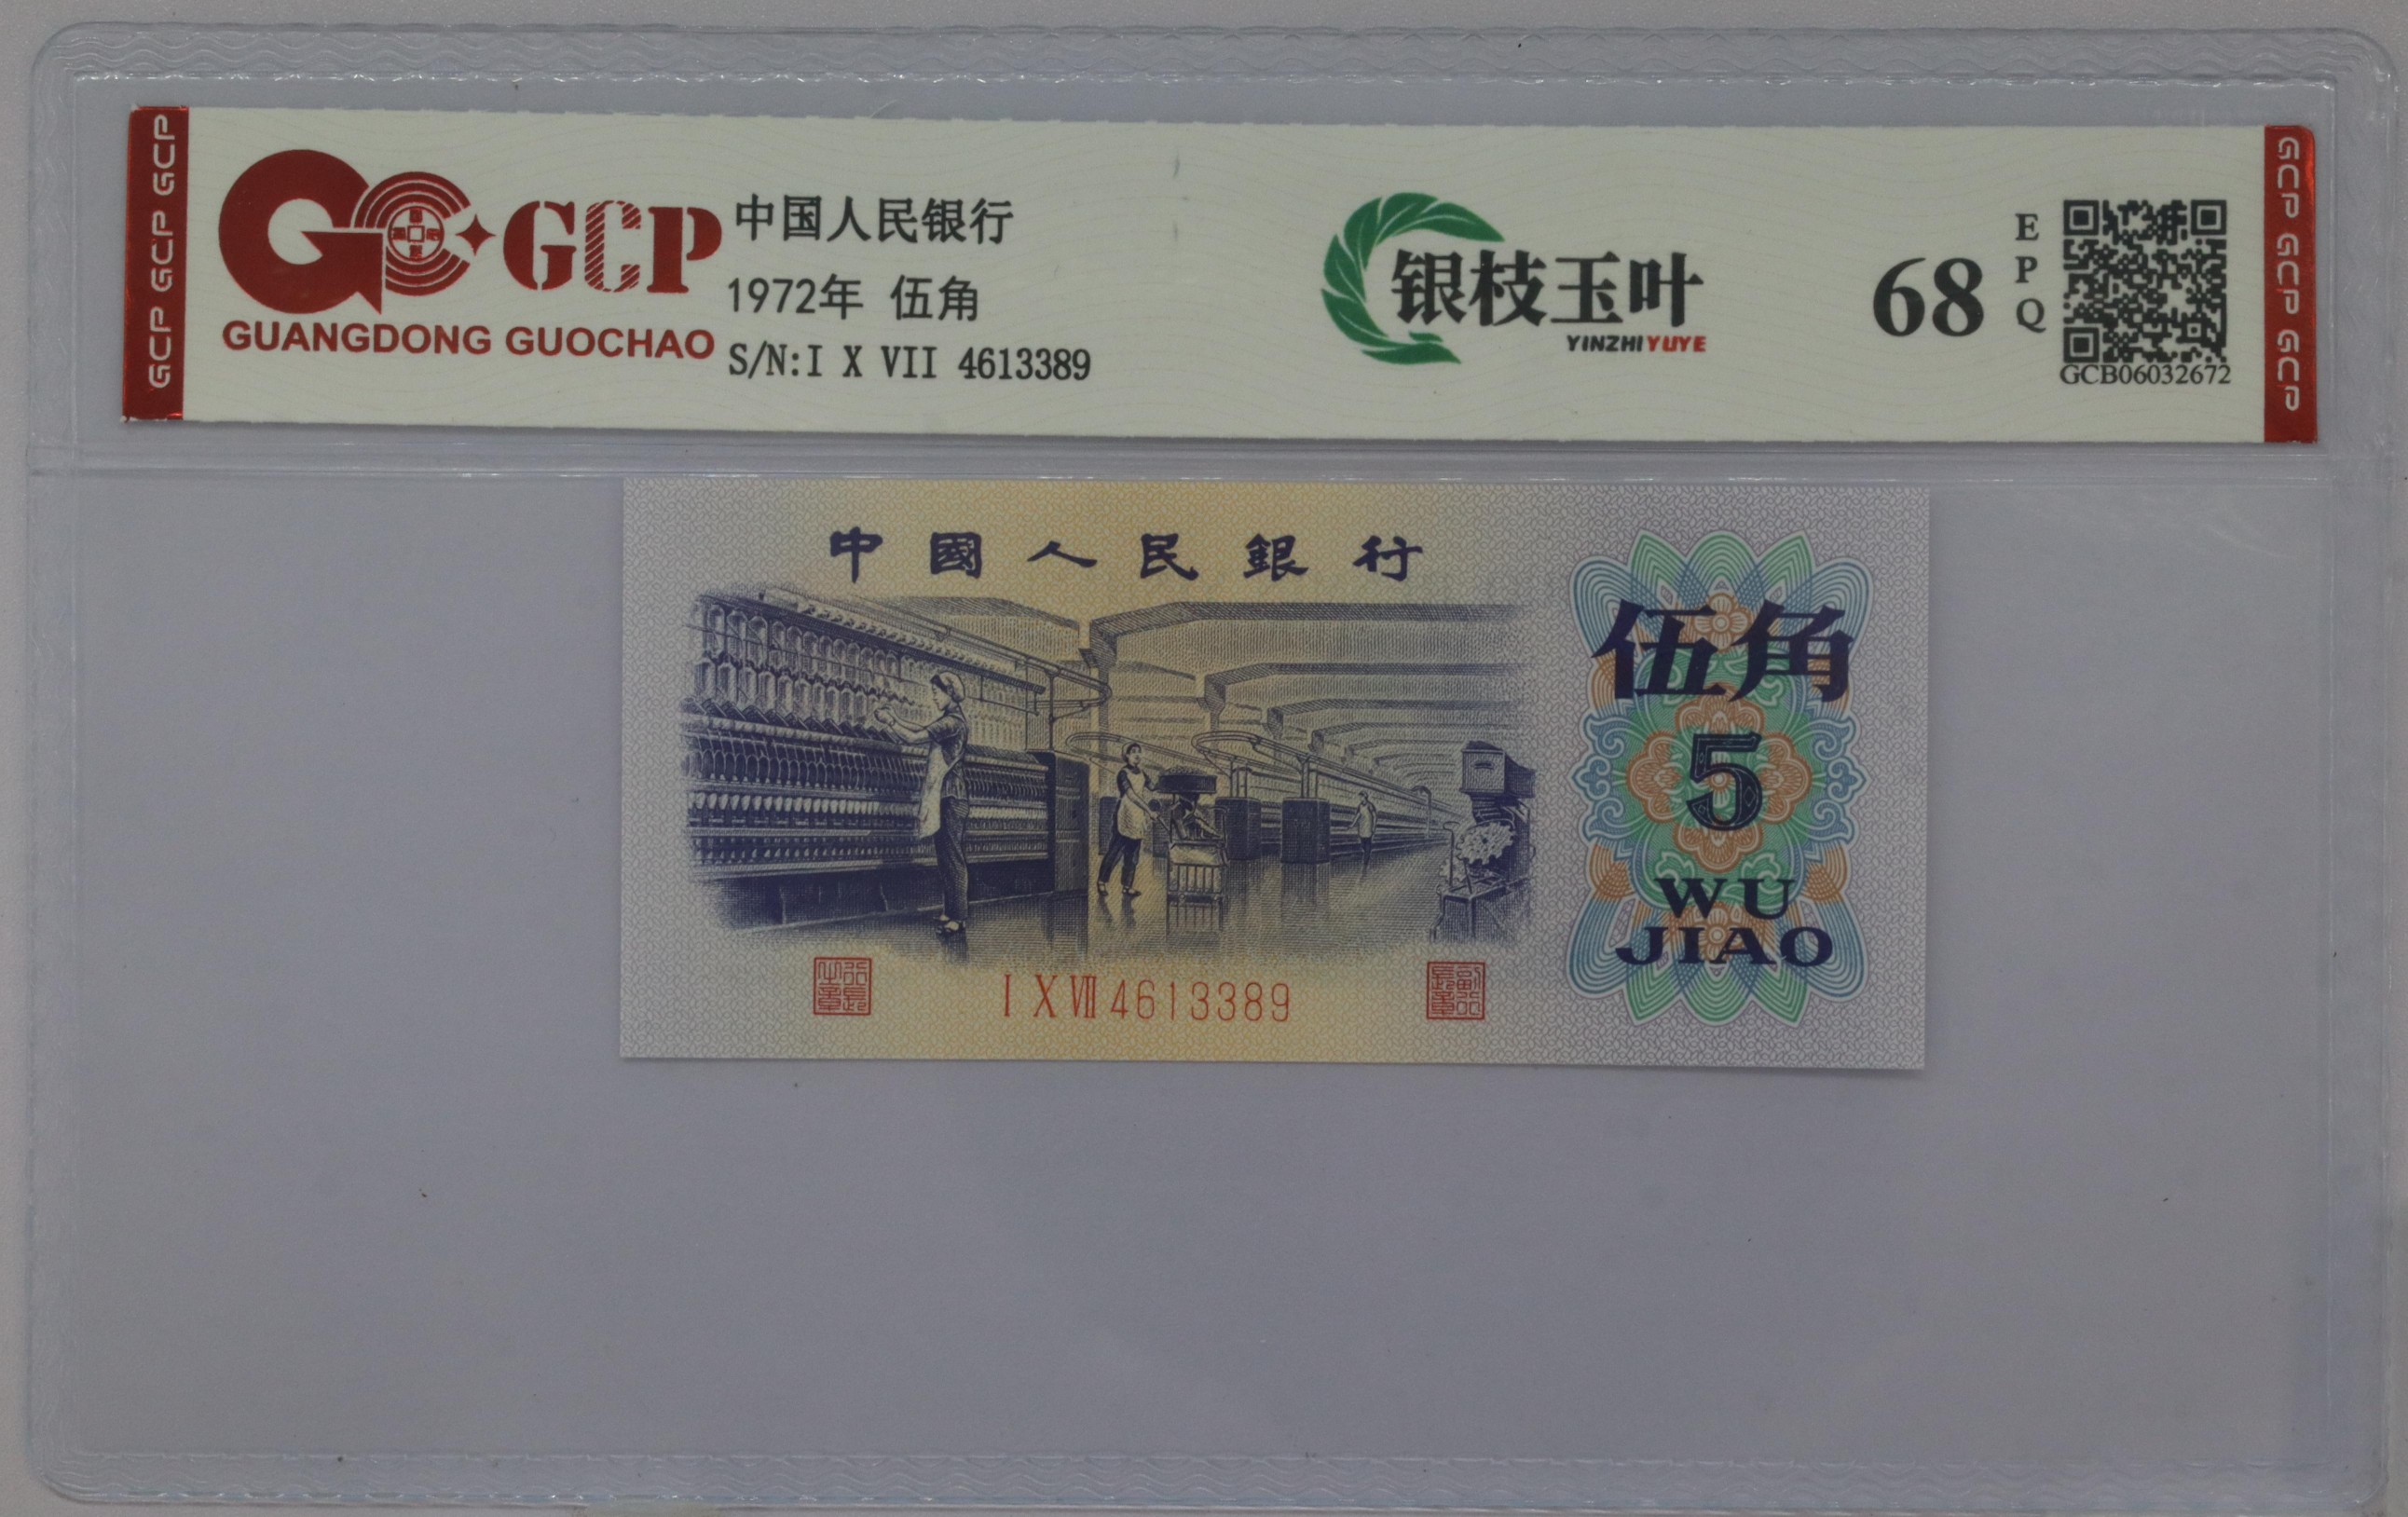 GCP GCP GCP
GCP
GUANGDONG GUOCHAO
中国人民银行
1972年 伍角
S/N:I X VII 4613389
银枝玉叶
YINZHIYUYE
68
EPQ
GCB06032672
GCP GCP GCP
中國人民銀行
伍角
5
WU
JIAO
I X VII 4613389